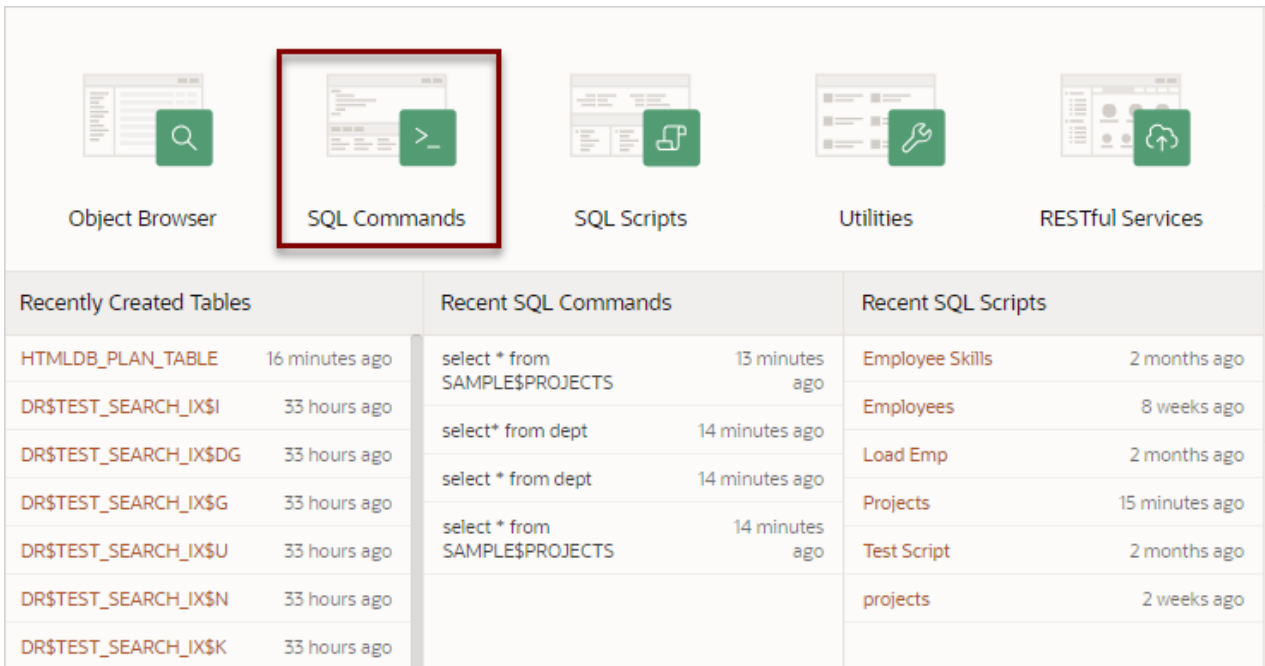 >_
Object Browser
SQL Commands
SQL Scripts
Utilities
RESTful Services
Recently Created Tables
HTMLDB_PLAN_TABLE 16 minutes ago
DR$TEST_SEARCH_IX$I 33 hours ago
DR$TEST_SEARCH_IX$DG 33 hours ago
DR$TEST_SEARCH_IX$G 33 hours ago
DR$TEST_SEARCH_IX$U 33 hours ago
DR$TEST_SEARCH_IX$N 33 hours ago
DR$TEST_SEARCH_IX$K 33 hours ago
Recent SQL Commands
select * from 13 minutes
SAMPLE$PROJECTS ago
select* from dept 14 minutes ago
select * from dept 14 minutes ago
select * from 14 minutes
SAMPLE$PROJECTS ago
Recent SQL Scripts
Employee Skills 2 months ago
Employees 8 weeks ago
Load Emp 2 months ago
Projects 15 minutes ago
Test Script 2 months ago
projects 2 weeks ago